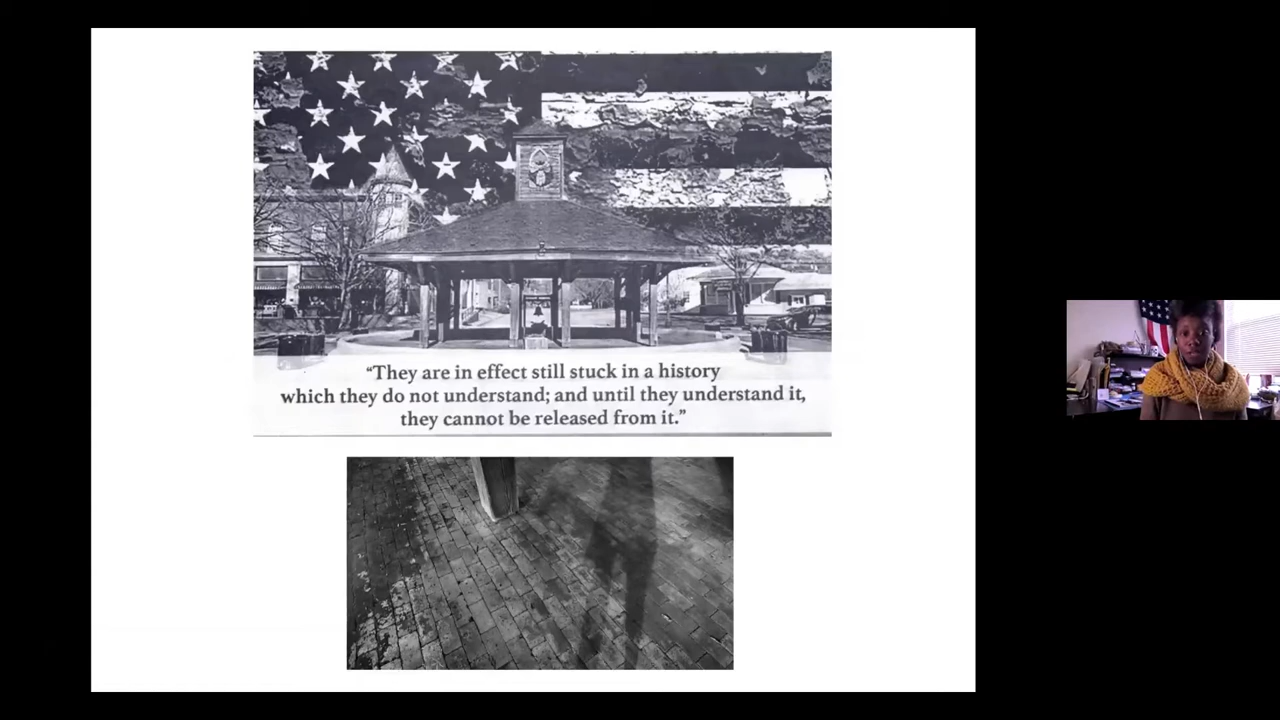 “They are in effect still stuck in a history
which they do not understand; and until they understand it,
they cannot be released from it.”